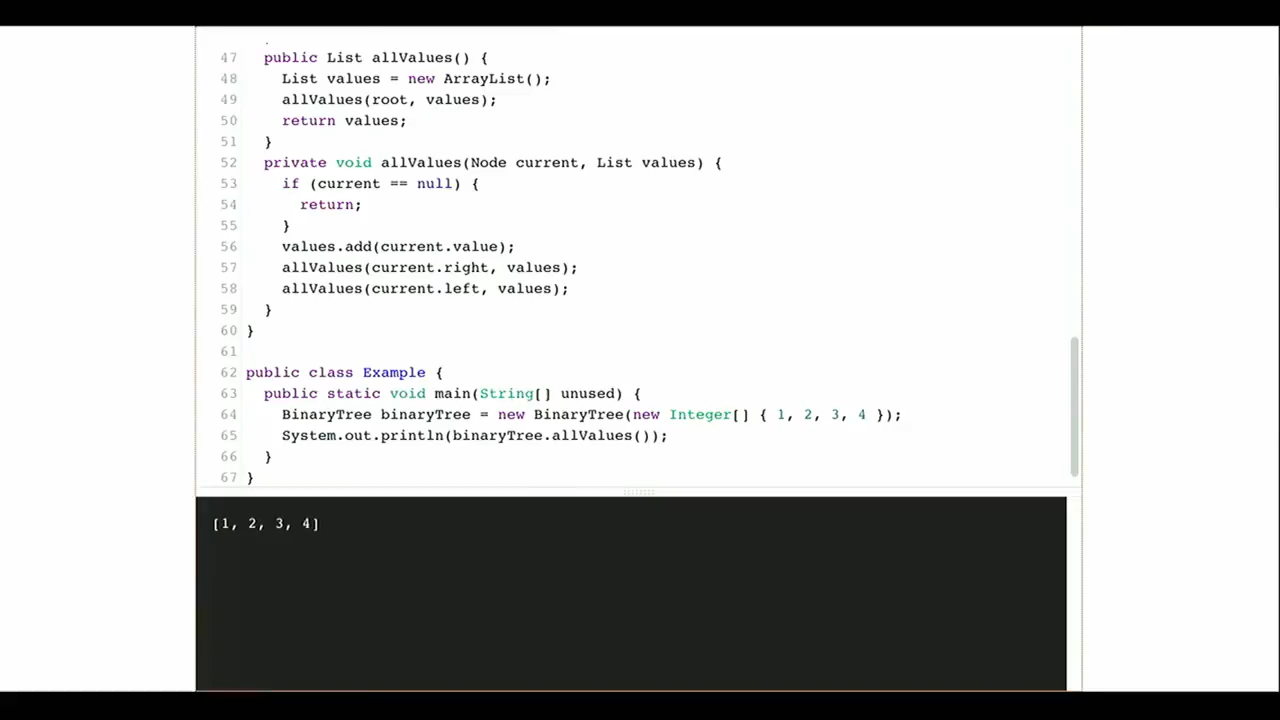 47 public List allValues() {
48 List values = new ArrayList();
49 allValues(root, values);
50 return values;
51 }
52 private void allValues(Node current, List values) {
53 if (current == null) {
54 return;
55 }
56 values.add(current.value);
57 allValues(current.right, values);
58 allValues(current.left, values);
59 }
60 }
61
62 public class Example {
63 public static void main(String[] unused) {
64 BinaryTree binaryTree = new BinaryTree(new Integer[] { 1, 2, 3, 4 });
65 System.out.println(binaryTree.allValues());
66 }
67 }
[1, 2, 3, 4]